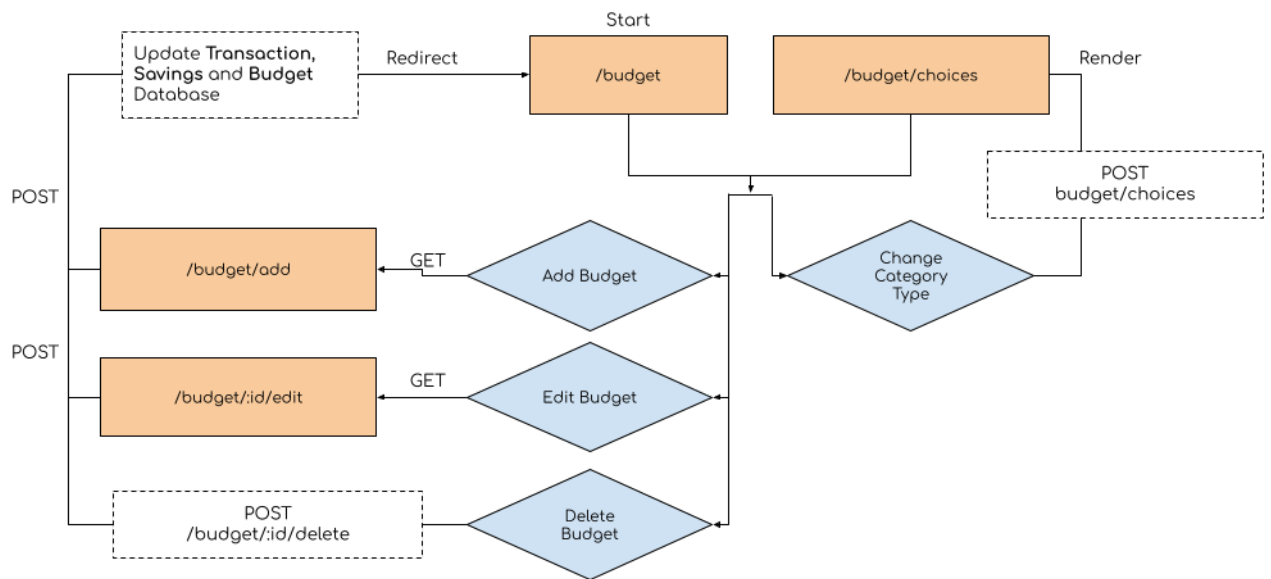 Start
Update Transaction,
Savings and Budget
Database
Redirect
/budget
/budget/choices
Render
POST
POST
budget/choices
/budget/add
GET
Add Budget
Change
Category
Type
POST
/budget/:id/edit
GET
Edit Budget
POST
/budget/:id/delete
Delete
Budget